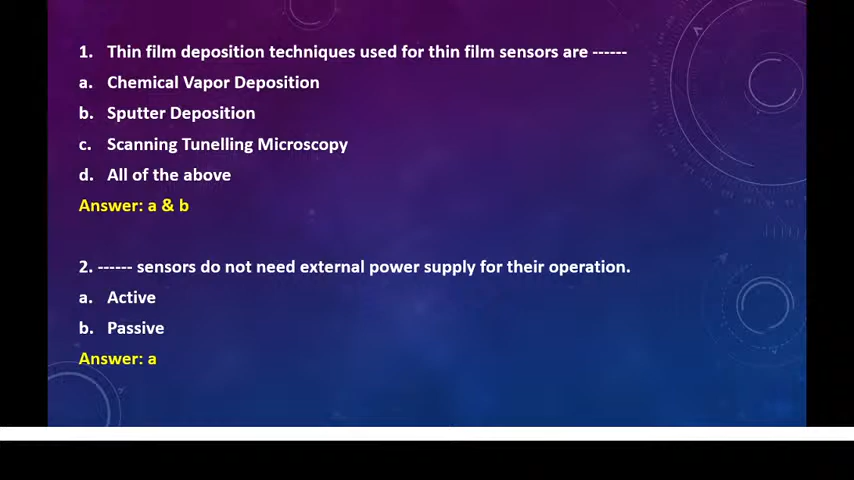 1. Thin film deposition techniques used for thin film sensors are ------
a. Chemical Vapor Deposition
b. Sputter Deposition
c. Scanning Tunelling Microscopy
d. All of the above
Answer: a & b
2. ------ sensors do not need external power supply for their operation.
a. Active
b. Passive
Answer: a